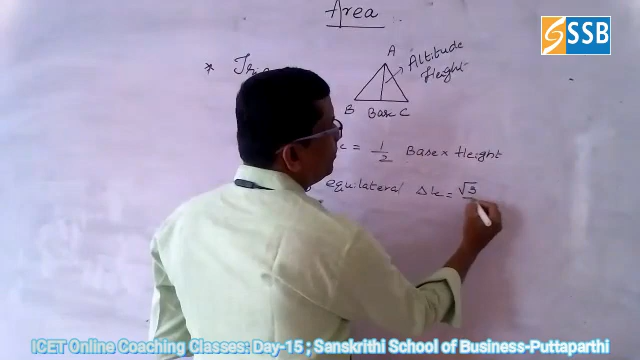 Area
SSB
A
Altitude
Height
B Base C
= 1/2 Base × Height
equilateral Δle = √3
ICET Online Coaching Classes: Day-15 ; Sanskrithi School of Business-Puttaparthi